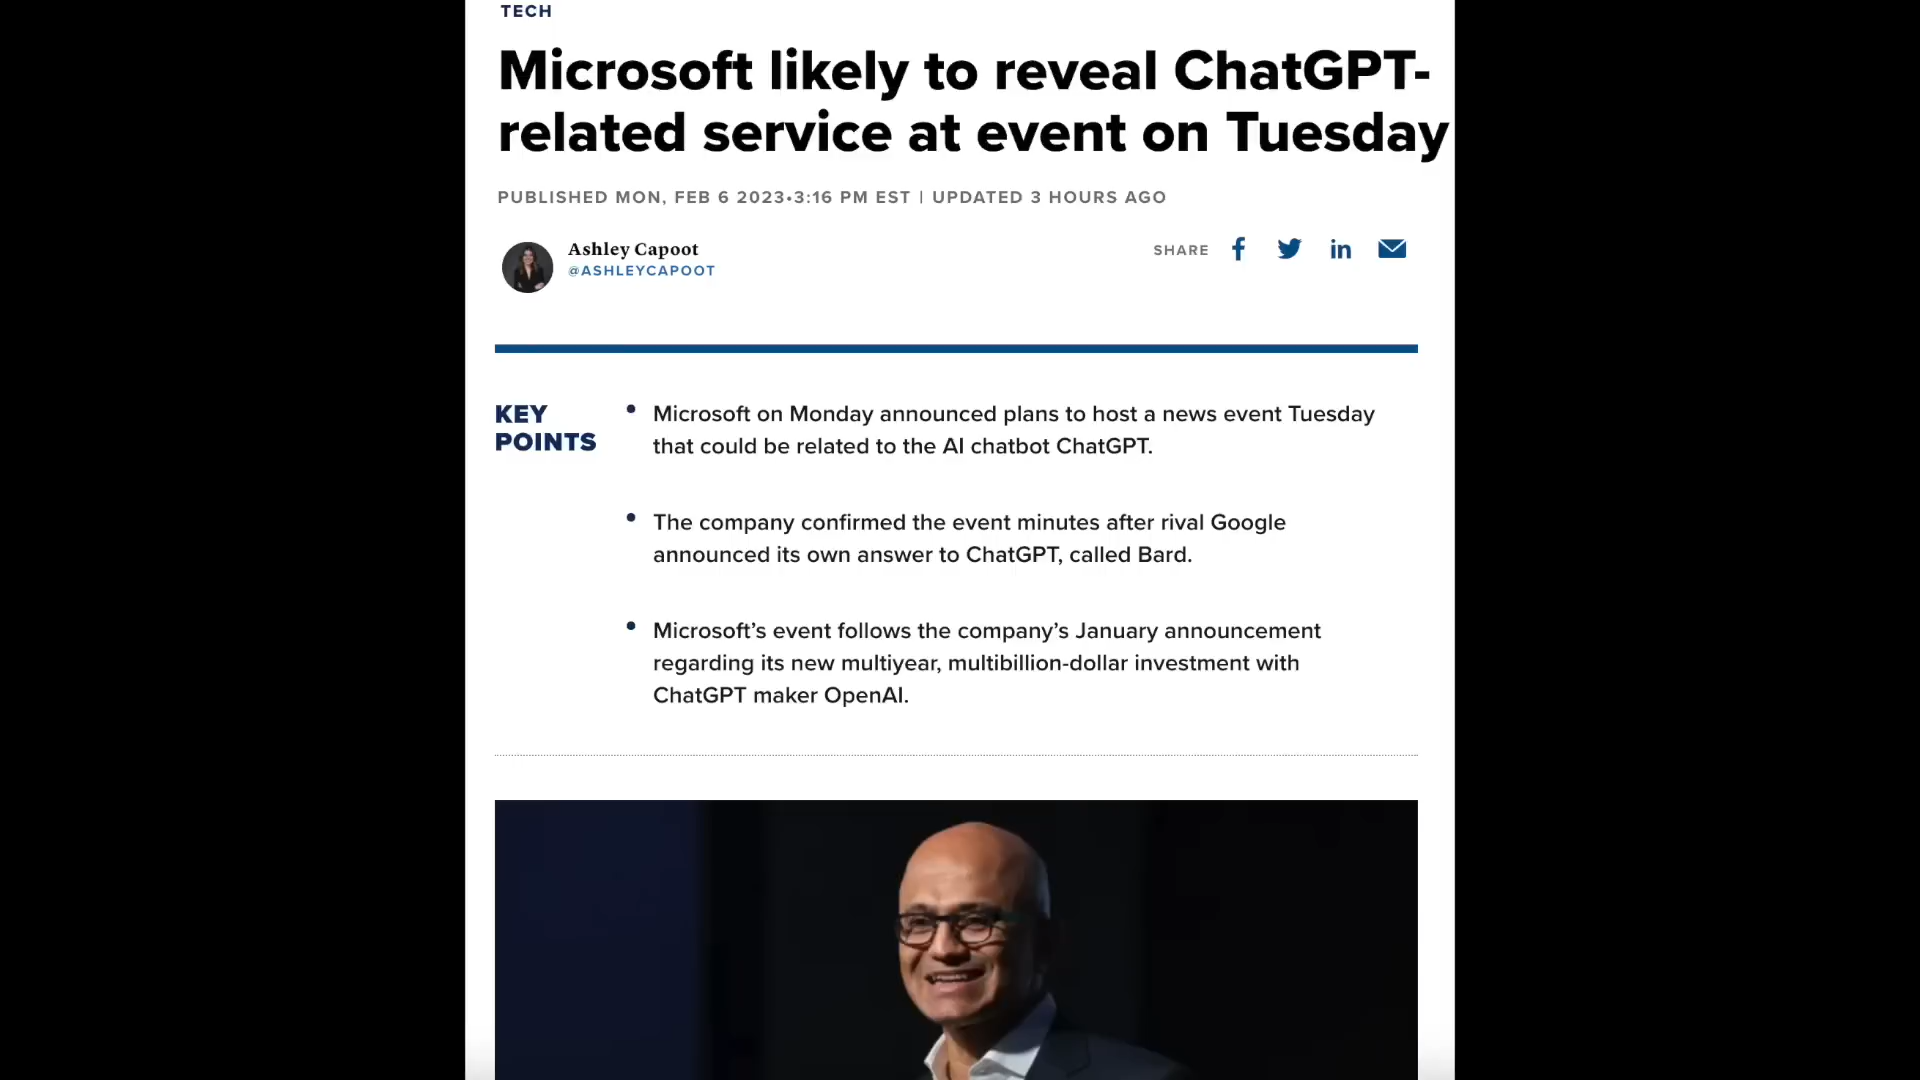 TECH
Microsoft likely to reveal ChatGPT-
related service at event on Tuesday
PUBLISHED MON, FEB 6 2023•3:16 PM EST | UPDATED 3 HOURS AGO
Ashley Capoot
@ASHLEYCAPOOT
SHARE
KEY
POINTS
• Microsoft on Monday announced plans to host a news event Tuesday
that could be related to the AI chatbot ChatGPT.
• The company confirmed the event minutes after rival Google
announced its own answer to ChatGPT, called Bard.
• Microsoft’s event follows the company’s January announcement
regarding its new multiyear, multibillion-dollar investment with
ChatGPT maker OpenAI.